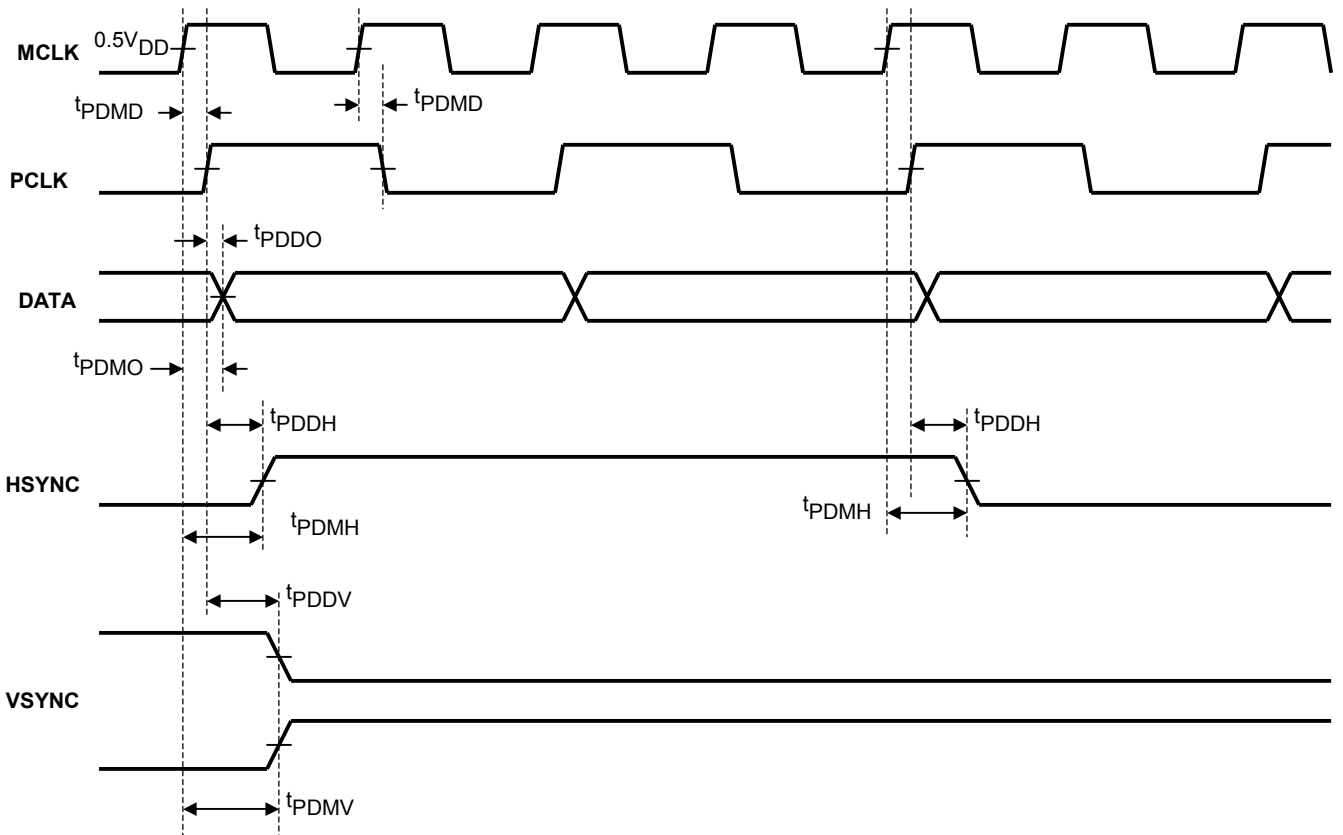 MCLK
0.5VDD
tPDMD
tPDMD
PCLK
tPDDO
DATA
tPDMO
tPDDH
tPDDH
HSYNC
tPDMH
tPDMH
tPDDV
VSYNC
tPDMV